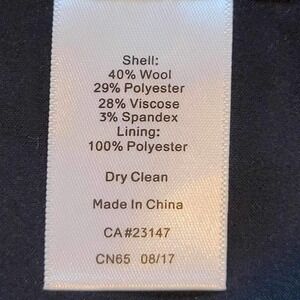 Shell:
40% Wool
29% Polyester
28% Viscose
3% Spandex
Lining:
100% Polyester
Dry Clean
Made In China
CA#23147
CN65 08/17